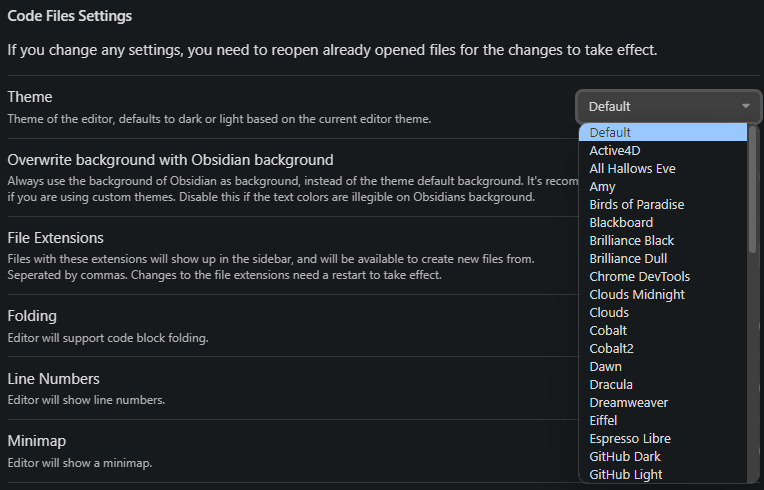 Code Files Settings
If you change any settings, you need to reopen already opened files for the changes to take effect.
Theme
Theme of the editor, defaults to dark or light based on the current editor theme.
Default
Default
Active4D
All Hallows Eve
Amy
Birds of Paradise
Blackboard
Brilliance Black
Brilliance Dull
Chrome DevTools
Clouds Midnight
Clouds
Cobalt
Cobalt2
Dawn
Dracula
Dreamweaver
Eiffel
Espresso Libre
GitHub Dark
GitHub Light
Overwrite background with Obsidian background
Always use the background of Obsidian as background, instead of the theme default background. It's recom
if you are using custom themes. Disable this if the text colors are illegible on Obsidians background.
File Extensions
Files with these extensions will show up in the sidebar, and will be available to create new files from.
Seperated by commas. Changes to the file extensions need a restart to take effect.
Folding
Editor will support code block folding.
Line Numbers
Editor will show line numbers.
Minimap
Editor will show a minimap.